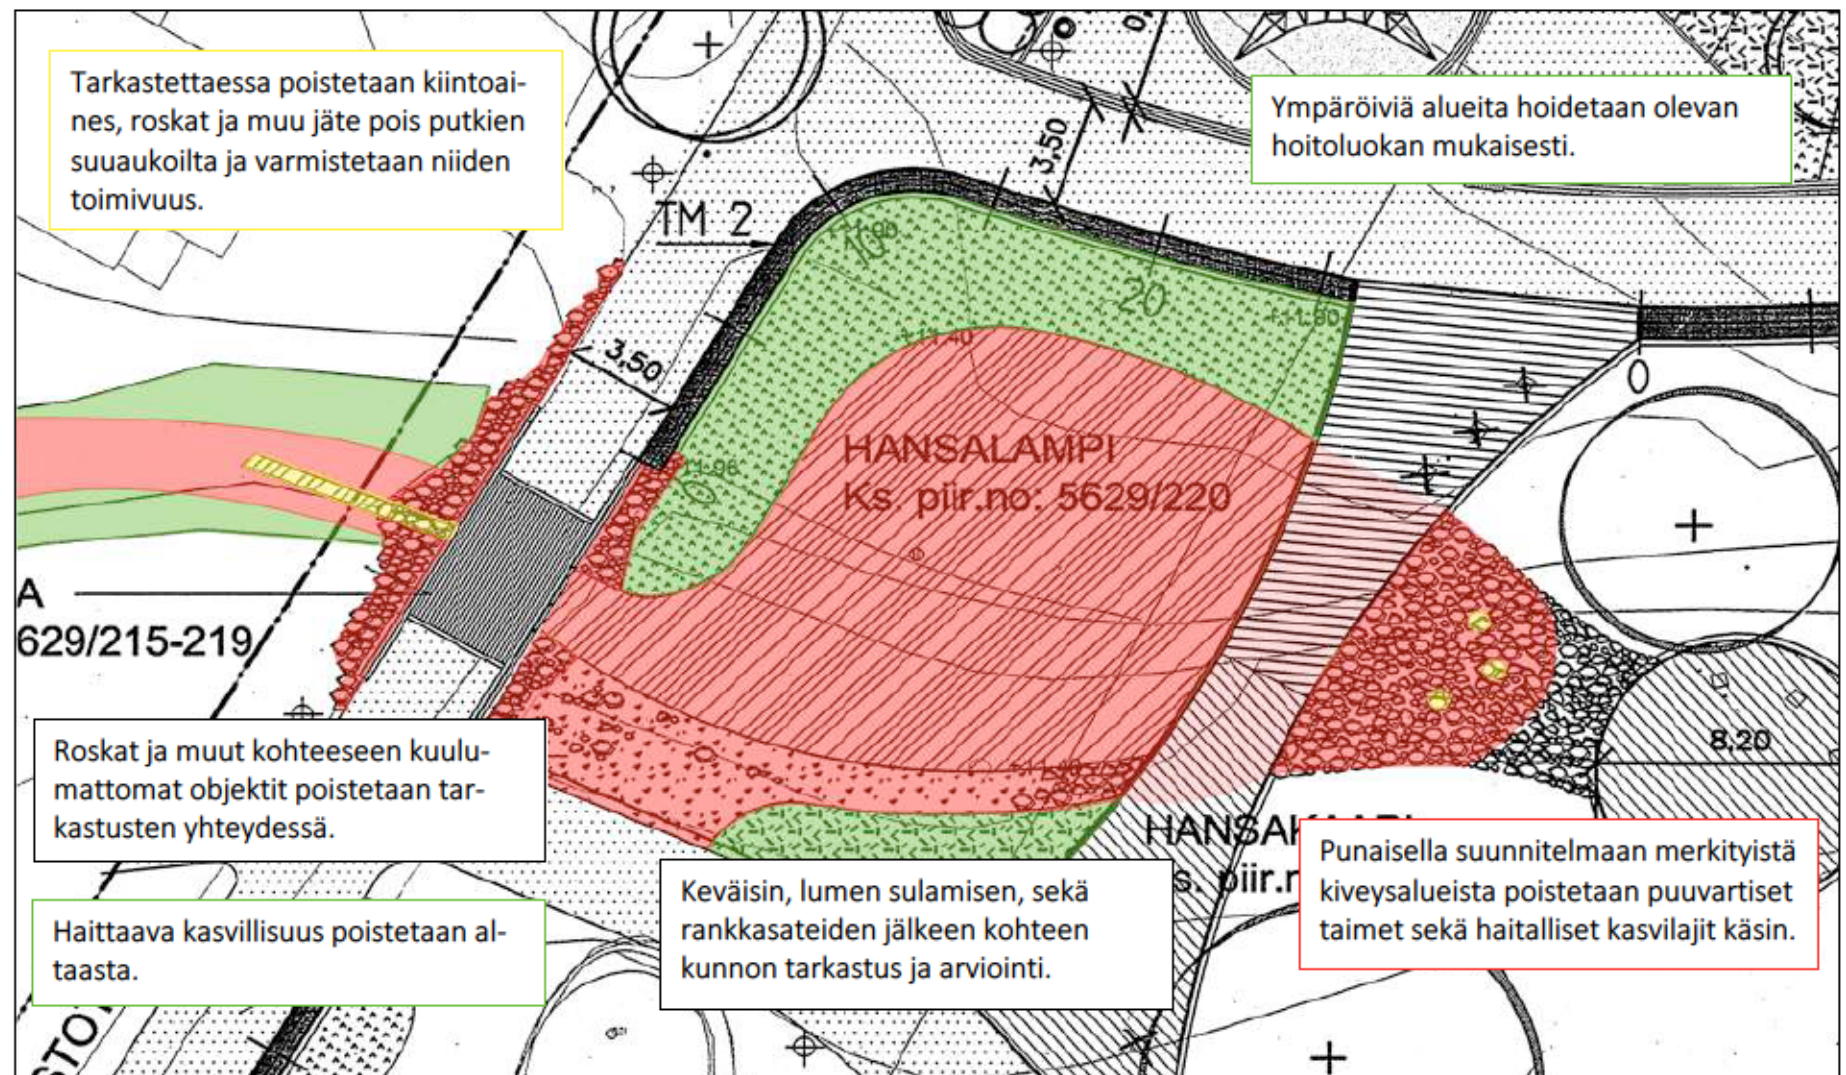 Tarkastettaessa poistetaan kiintoai-
nes, roskat ja muu jäte pois putkien
suuaukoilta ja varmistetaan niiden
toimivuus.
Ympäröiviä alueita hoidetaan olevan
hoitoluokan mukaisesti.
3,50
TM 2
10
20
+11.40
3,50
0
HANSALAMPI
Ks. piir.no: 5629/220
0
A
629/215-219
8.20
Roskat ja muut kohteeseen kuulu-
mattomat objektit poistetaan tar-
kastusten yhteydessä.
Haittaava kasvillisuus poistetaan al-
taasta.
Keväisin, lumen sulamisen, sekä
rankkasateiden jälkeen kohteen
kunnon tarkastus ja arviointi.
Punaisella suunnitelmaan merkityistä
kiveysalueista poistetaan puuvartiset
taimet sekä haitalliset kasvilajit käsin.